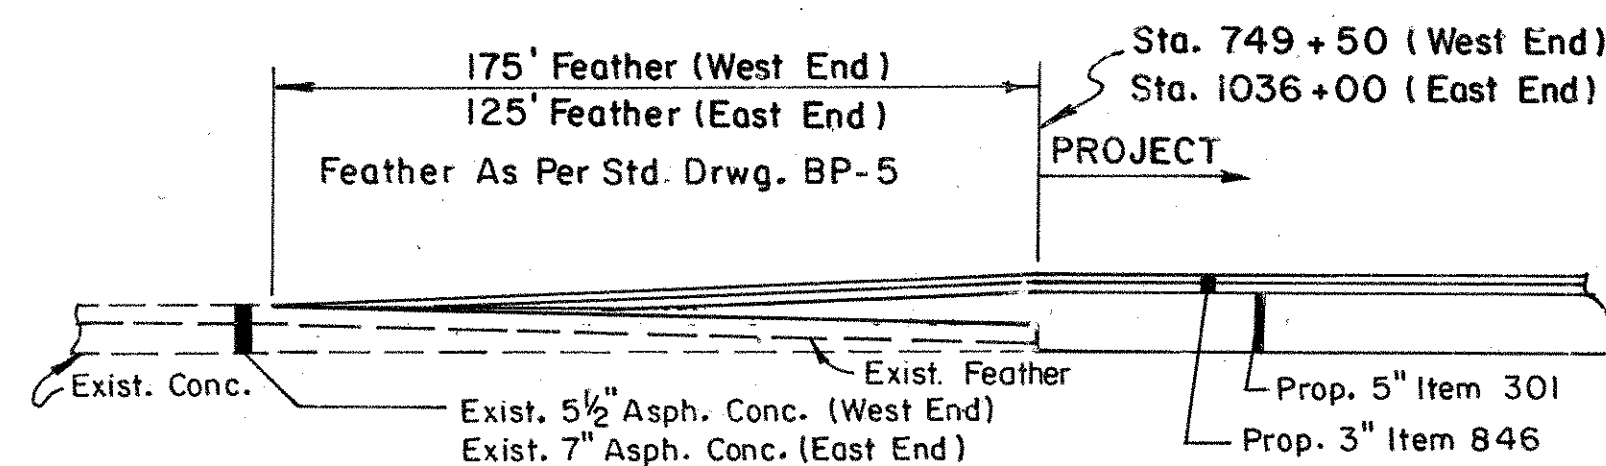 175' Feather (West End)
125' Feather (East End)
Feather As Per Std. Drwg. BP-5
Sta. 749+50 (West End)
Sta. 1036+00 (East End)
PROJECT
Exist. Conc.
Exist. Feather
Exist. 5½" Asph. Conc. (West End)
Exist. 7" Asph. Conc. (East End)
Prop. 5" Item 301
Prop. 3" Item 846